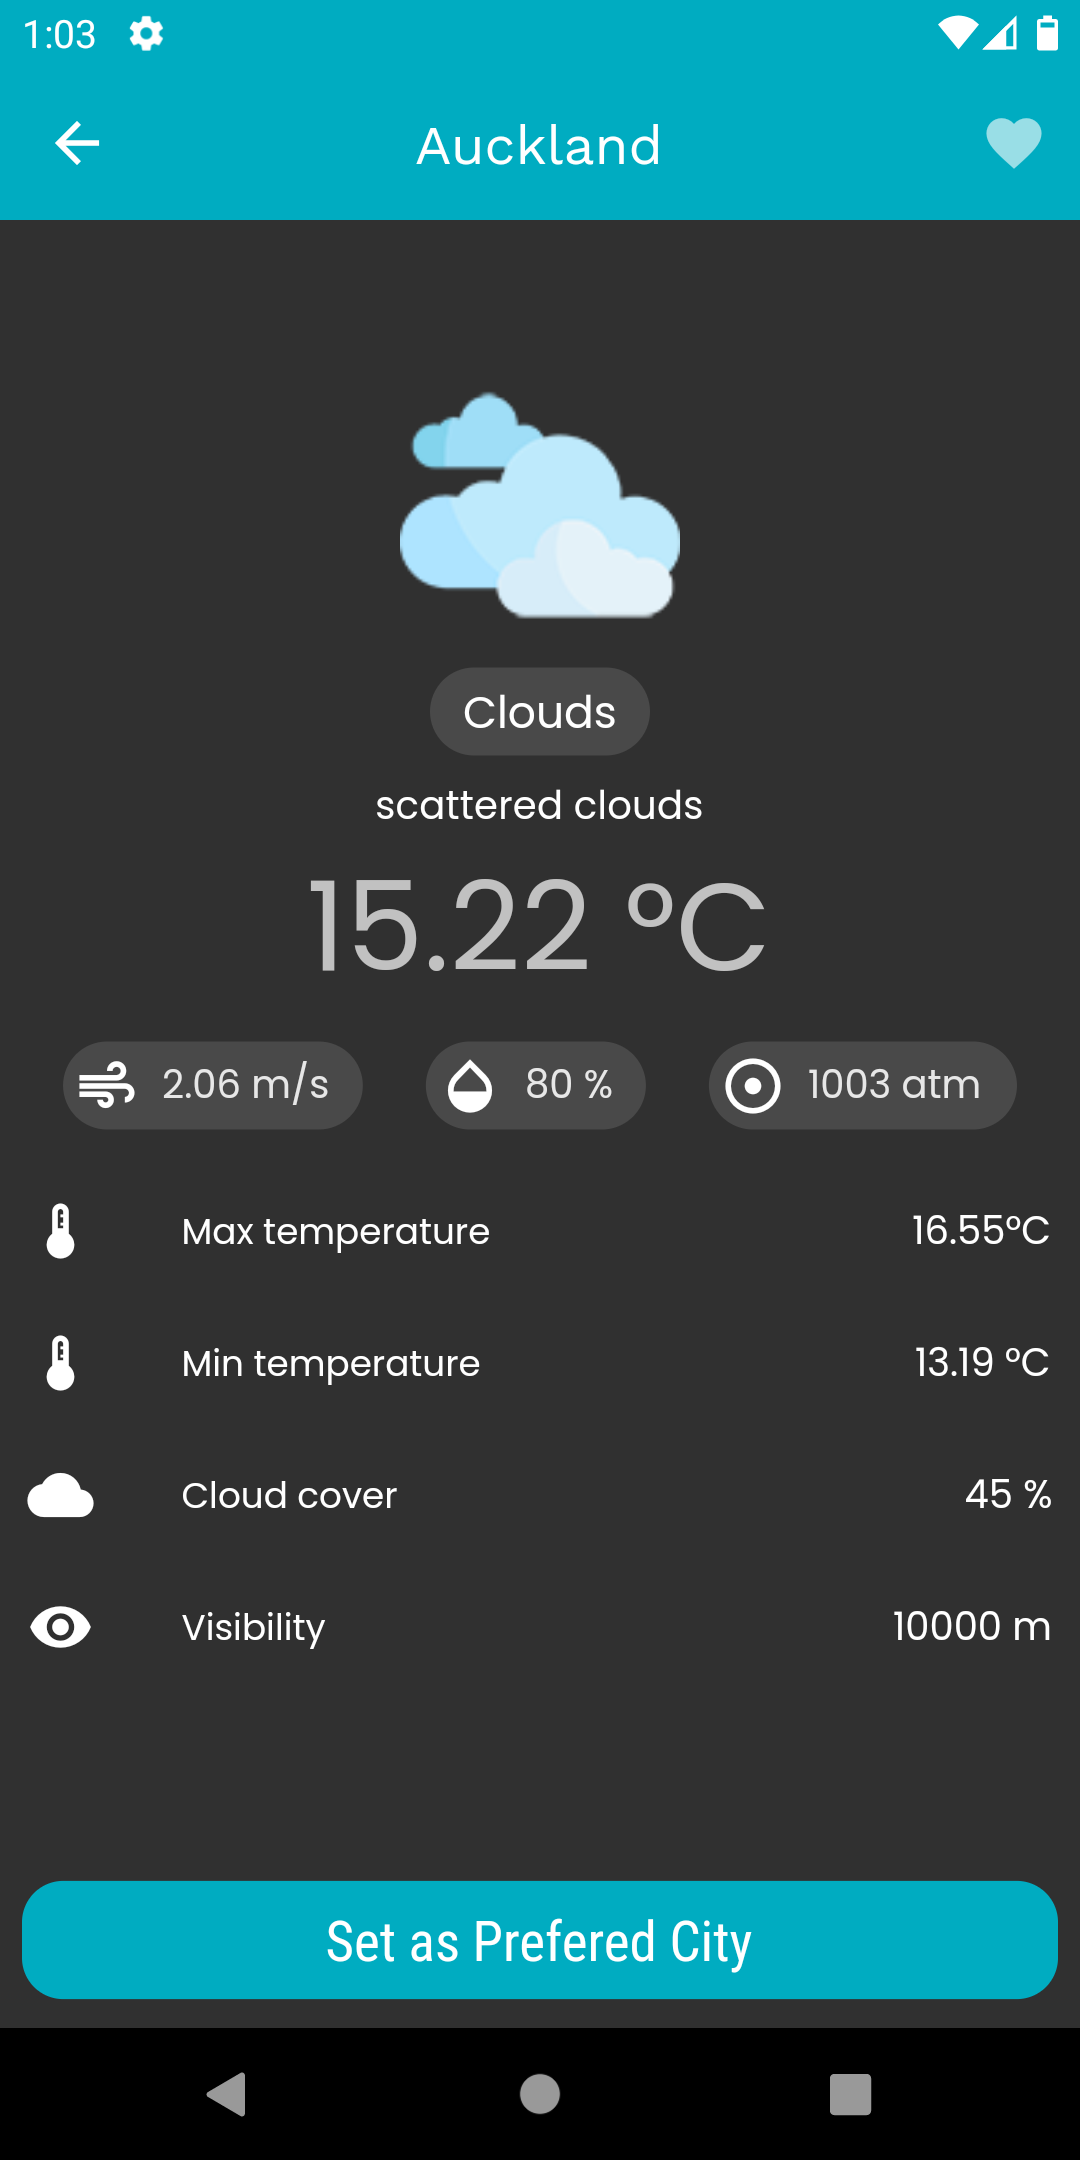 1:03
Auckland
Clouds
scattered clouds
15.22 °C
2.06 m/s
80 %
1003 atm
Max temperature 16.55°C
Min temperature 13.19 °C
Cloud cover 45 %
Visibility 10000 m
Set as Prefered City